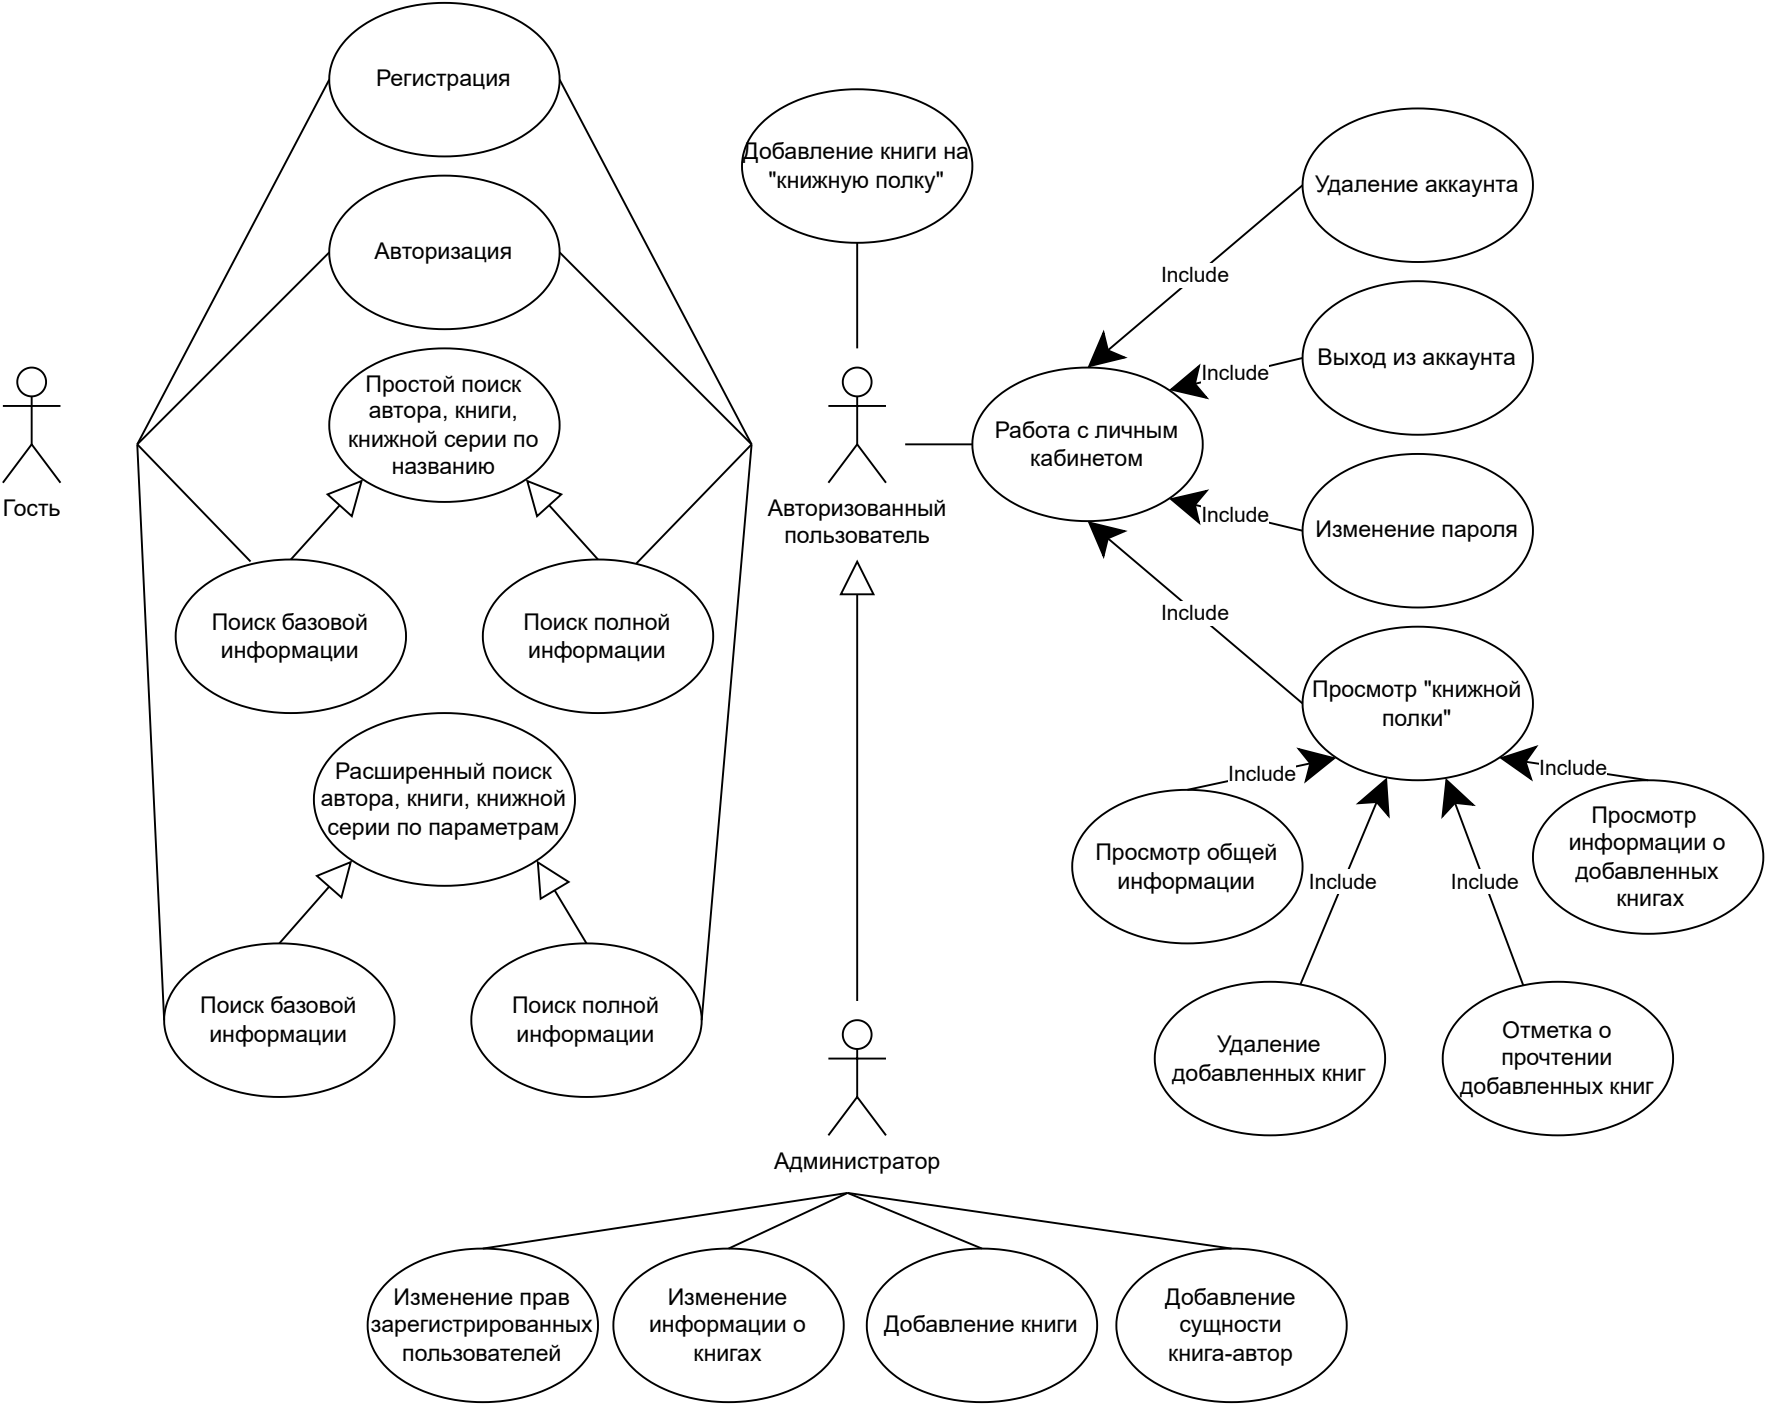 Регистрация
Авторизация
Простой поиск
автора, книги,
книжной серии по
названию
Гость
Поиск базовой
информации
Поиск полной
информации
Расширенный поиск
автора, книги, книжной
серии по параметрам
Поиск базовой
информации
Поиск полной
информации
Добавление книги на
"книжную полку"
Авторизованный
пользователь
Работа с личным
кабинетом
Include
Удаление аккаунта
Include
Выход из аккаунта
Include
Изменение пароля
Include
Просмотр "книжной
полки"
Include
Просмотр общей
информации
Include
Удаление
добавленных книг
Include
Отметка о
прочтении
добавленных книг
Include
Просмотр
информации о
добавленных
книгах
Администратор
Изменение прав
зарегистрированных
пользователей
Изменение
информации о
книгах
Добавление книги
Добавление
сущности
книга-автор